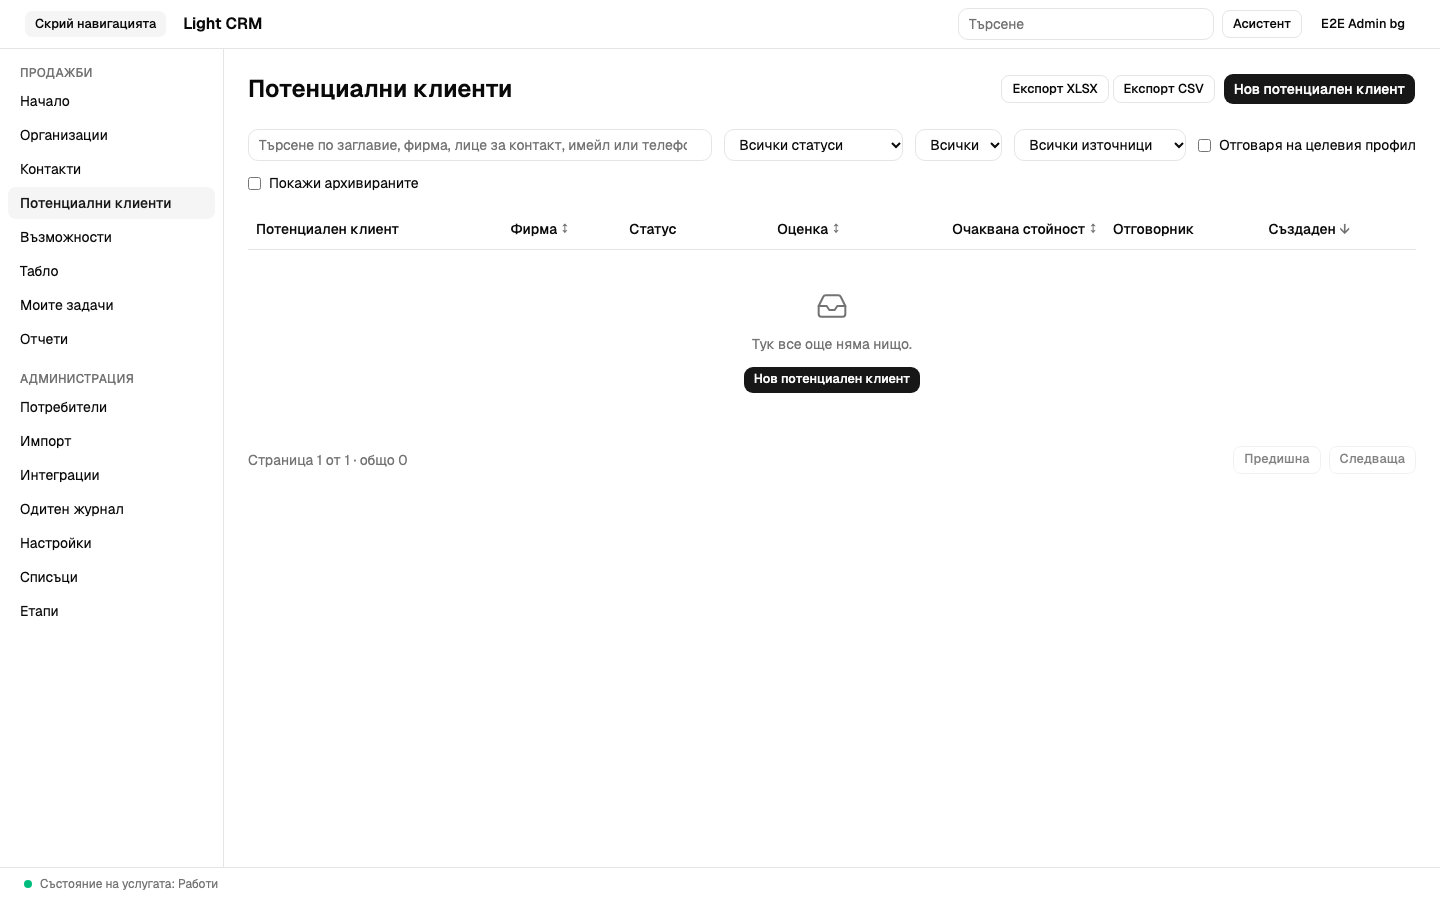 Скрий навигацията
Light CRM
Търсене
Асистент
E2E Admin bg
ПРОДАЖБИ
Начало
Организации
Контакти
Потенциални клиенти
Възможности
Табло
Моите задачи
Отчети
АДМИНИСТРАЦИЯ
Потребители
Импорт
Интеграции
Одитен журнал
Настройки
Списъци
Етапи
Потенциални клиенти
Експорт XLSX
Експорт CSV
Нов потенциален клиент
Търсене по заглавие, фирма, лице за контакт, имейл или телефо
Всички статуси
Всички
Всички източници
Отговаря на целевия профил
Покажи архивираните
Потенциален клиент
Фирма
Статус
Оценка
Очаквана стойност
Отговорник
Създаден
Тук все още няма нищо.
Нов потенциален клиент
Страница 1 от 1 · общо 0
Предишна
Следваща
Състояние на услугата: Работи